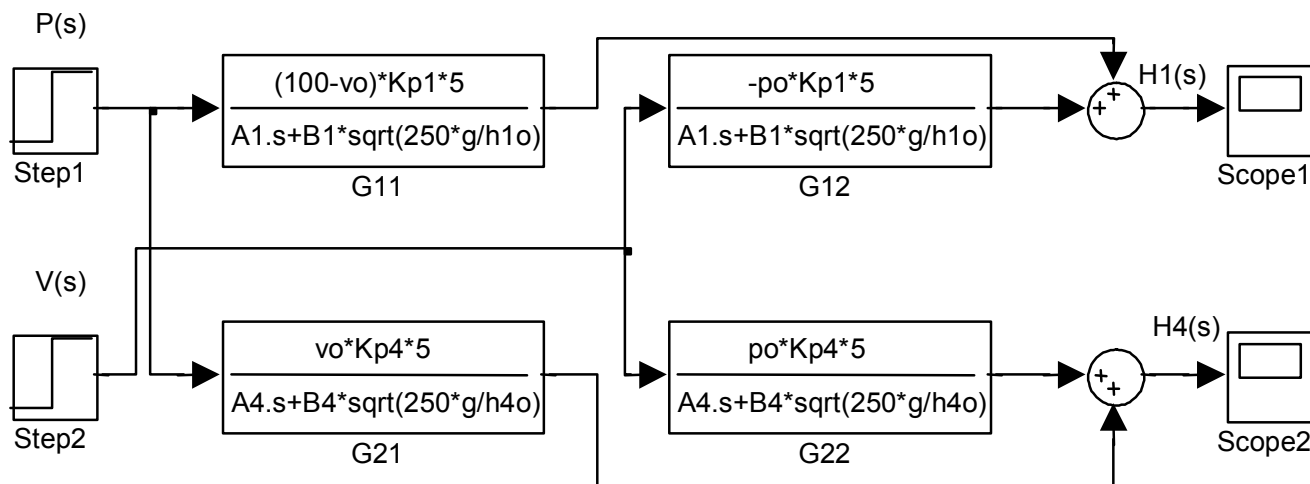 P(s)
(100-vo)*Kp1*5
A1.s+B1*sqrt(250*g/h1o)
G11
-po*Kp1*5
A1.s+B1*sqrt(250*g/h1o)
G12
+
+
H1(s)
Step1
Scope1
V(s)
vo*Kp4*5
A4.s+B4*sqrt(250*g/h4o)
G21
po*Kp4*5
A4.s+B4*sqrt(250*g/h4o)
G22
+
+
H4(s)
Step2
Scope2